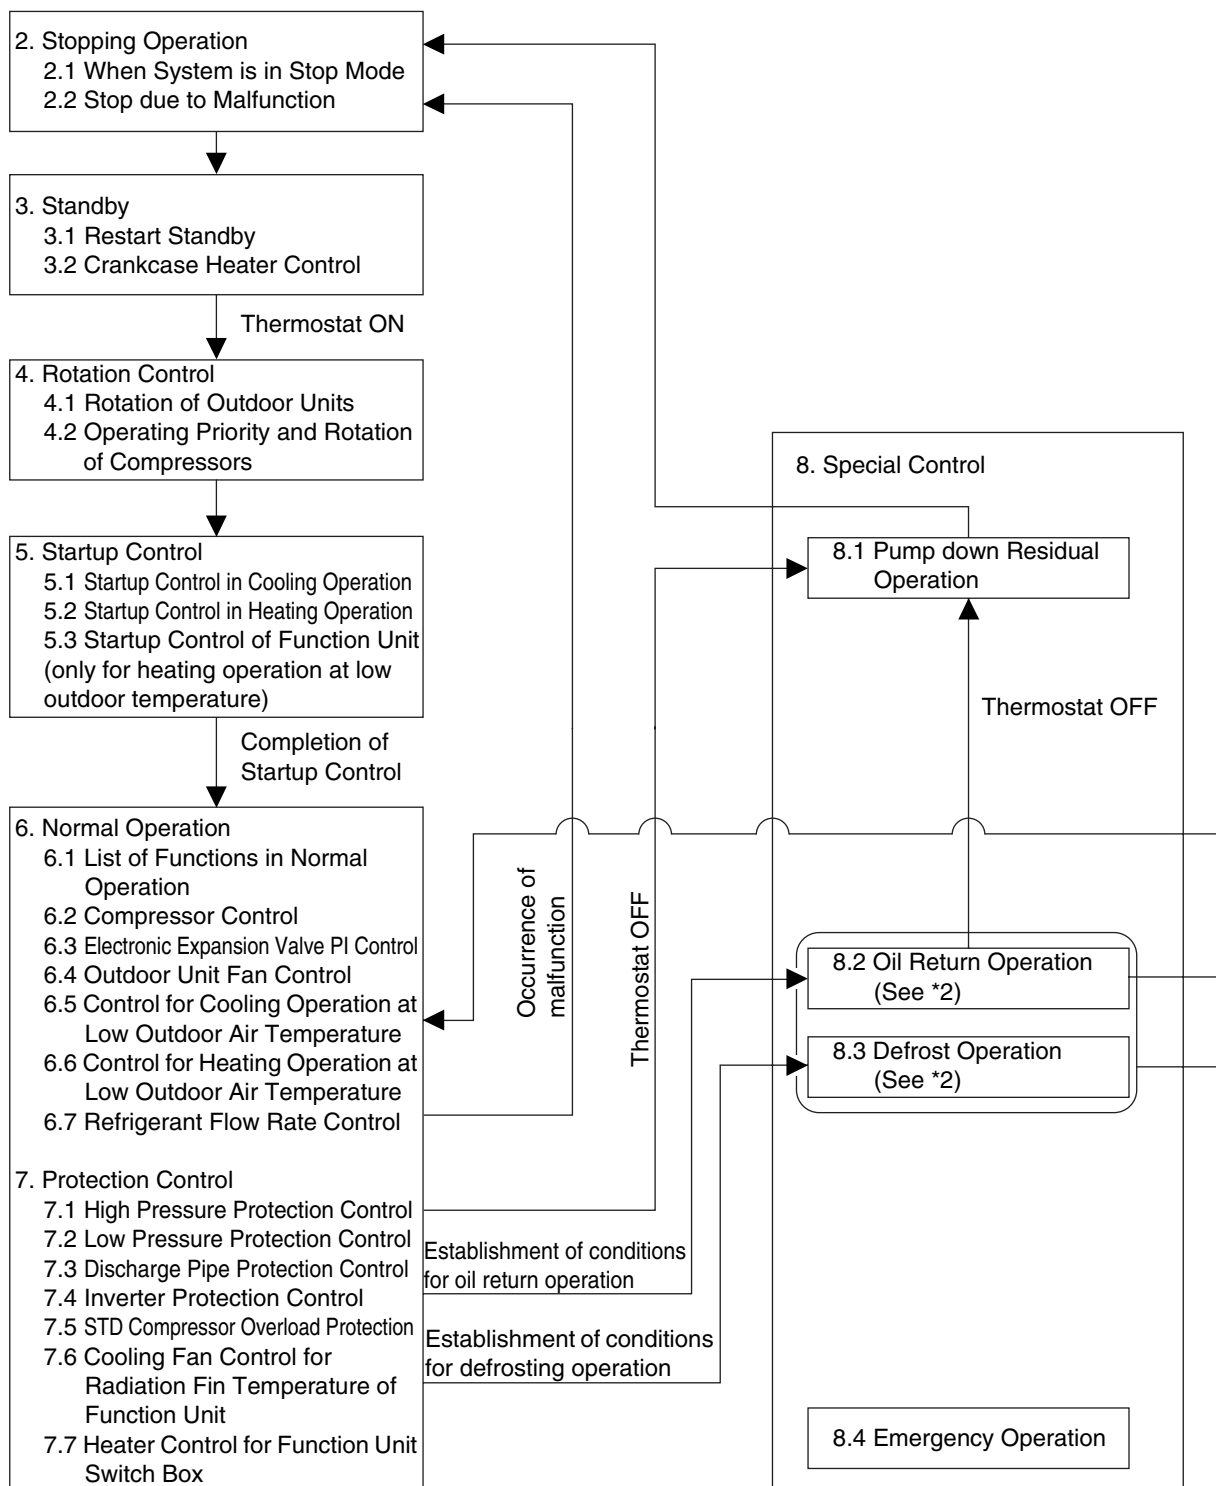 2. Stopping Operation
2.1 When System is in Stop Mode
2.2 Stop due to Malfunction
3. Standby
3.1 Restart Standby
3.2 Crankcase Heater Control
Thermostat ON
4. Rotation Control
4.1 Rotation of Outdoor Units
4.2 Operating Priority and Rotation
of Compressors
5. Startup Control
5.1 Startup Control in Cooling Operation
5.2 Startup Control in Heating Operation
5.3 Startup Control of Function Unit
(only for heating operation at low
outdoor temperature)
Completion of
Startup Control
6. Normal Operation
6.1 List of Functions in Normal
Operation
6.2 Compressor Control
6.3 Electronic Expansion Valve PI Control
6.4 Outdoor Unit Fan Control
6.5 Control for Cooling Operation at
Low Outdoor Air Temperature
6.6 Control for Heating Operation at
Low Outdoor Air Temperature
6.7 Refrigerant Flow Rate Control
7. Protection Control
7.1 High Pressure Protection Control
7.2 Low Pressure Protection Control
7.3 Discharge Pipe Protection Control
7.4 Inverter Protection Control
7.5 STD Compressor Overload Protection
7.6 Cooling Fan Control for
Radiation Fin Temperature of
Function Unit
7.7 Heater Control for Function Unit
Switch Box
Occurrence of
malfunction
Thermostat OFF
Establishment of conditions
for oil return operation
Establishment of conditions
for defrosting operation
8. Special Control
8.1 Pump down Residual
Operation
Thermostat OFF
8.2 Oil Return Operation
(See *2)
8.3 Defrost Operation
(See *2)
8.4 Emergency Operation